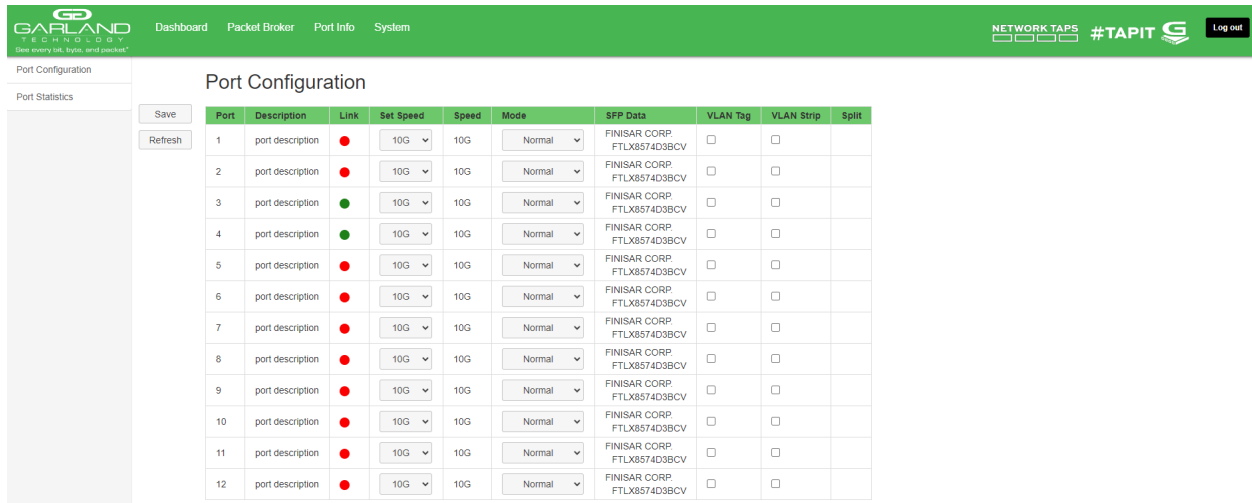 GARLAND
TECHNOLOGY
See every bit, byte, and packet®
Dashboard Packet Broker Port Info System
NETWORK TAPS #TAPIT
Log out
Port Configuration
Port Statistics
Port Configuration
Save
Refresh
Port Description Link Set Speed Speed Mode SFP Data VLAN Tag VLAN Strip Split
1 port description 10G 10G Normal FINISAR CORP.
FTLX8574D3BCV
2 port description 10G 10G Normal FINISAR CORP.
FTLX8574D3BCV
3 port description 10G 10G Normal FINISAR CORP.
FTLX8574D3BCV
4 port description 10G 10G Normal FINISAR CORP.
FTLX8574D3BCV
5 port description 10G 10G Normal FINISAR CORP.
FTLX8574D3BCV
6 port description 10G 10G Normal FINISAR CORP.
FTLX8574D3BCV
7 port description 10G 10G Normal FINISAR CORP.
FTLX8574D3BCV
8 port description 10G 10G Normal FINISAR CORP.
FTLX8574D3BCV
9 port description 10G 10G Normal FINISAR CORP.
FTLX8574D3BCV
10 port description 10G 10G Normal FINISAR CORP.
FTLX8574D3BCV
11 port description 10G 10G Normal FINISAR CORP.
FTLX8574D3BCV
12 port description 10G 10G Normal FINISAR CORP.
FTLX8574D3BCV